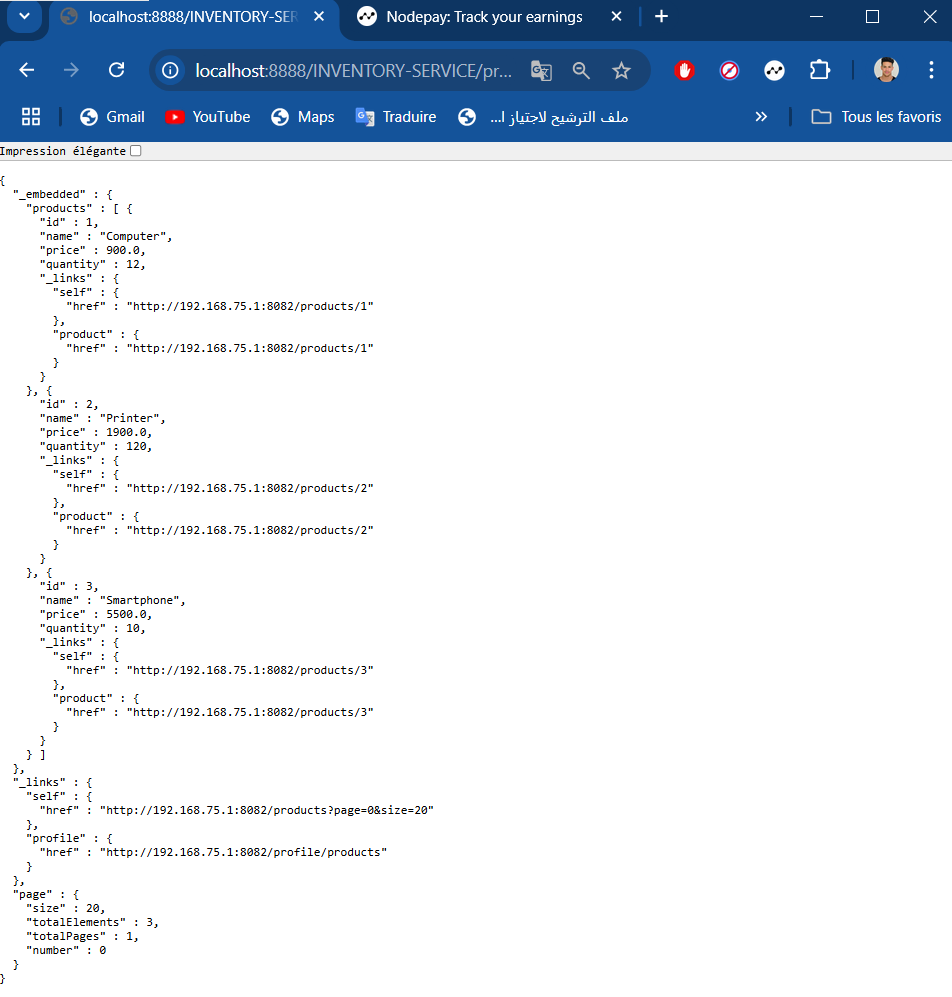 localhost:8888/INVENTORY-SER
Nodepay: Track your earnings
localhost:8888/INVENTORY-SERVICE/pr...
Gmail
YouTube
Maps
Traduire
ملف الترشيح لاجتياز ا...
Tous les favoris
Impression élégante
{
  "_embedded" : {
    "products" : [ {
      "id" : 1,
      "name" : "Computer",
      "price" : 900.0,
      "quantity" : 12,
      "_links" : {
        "self" : {
          "href" : "http://192.168.75.1:8082/products/1"
        },
        "product" : {
          "href" : "http://192.168.75.1:8082/products/1"
        }
      }
    }, {
      "id" : 2,
      "name" : "Printer",
      "price" : 1900.0,
      "quantity" : 120,
      "_links" : {
        "self" : {
          "href" : "http://192.168.75.1:8082/products/2"
        },
        "product" : {
          "href" : "http://192.168.75.1:8082/products/2"
        }
      }
    }, {
      "id" : 3,
      "name" : "Smartphone",
      "price" : 5500.0,
      "quantity" : 10,
      "_links" : {
        "self" : {
          "href" : "http://192.168.75.1:8082/products/3"
        },
        "product" : {
          "href" : "http://192.168.75.1:8082/products/3"
        }
      }
    } ]
  },
  "_links" : {
    "self" : {
      "href" : "http://192.168.75.1:8082/products?page=0&size=20"
    },
    "profile" : {
      "href" : "http://192.168.75.1:8082/profile/products"
    }
  },
  "page" : {
    "size" : 20,
    "totalElements" : 3,
    "totalPages" : 1,
    "number" : 0
  }
}